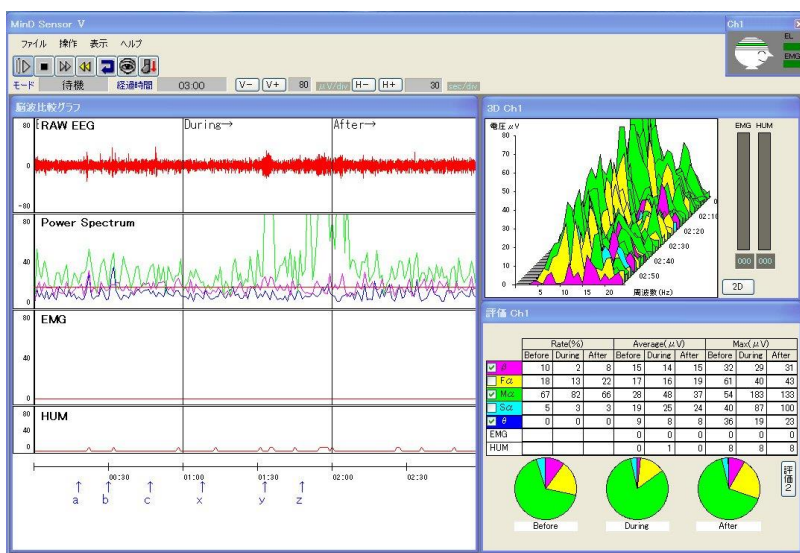 MinD Sensor V
Ch1
ファイル 操作 表示 ヘルプ
EL
EMG
モード 待機 経過時間 03:00 V- V+ 80 μV/div H- H+ 30 sec/div
脳波比較グラフ
3D Ch1
80 RAW EEG During→ After→
0
-80
80 Power Spectrum
40
0
80 EMG
40
0
80 HUM
40
0
00:30 01:00 01:30 02:00 02:30
a b c x y z
電圧μV
80
70
60
50
40
30
20
10
0
5 10 15 20 周波数(Hz)
02:10
02:20
02:30
02:40
02:50
EMG HUM
000 000
2D
評価 Ch1
Rate(%) Average(μV) Max(μV)
Before During After Before During After Before During After
β 10 2 8 15 14 15 32 29 31
Fα 18 13 22 17 16 19 61 40 43
Mα 67 82 66 28 48 37 54 183 133
Sα 5 3 3 19 25 24 40 87 100
θ 0 0 0 9 8 8 36 19 23
EMG 0 0 0 0 0 0
HUM 0 1 0 8 8 8
評価2
Before During After